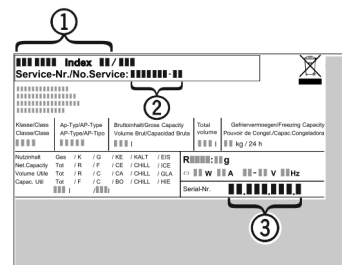 1
Index / 
Service-Nr./No.Service: -
2
Klasse/Class Ap-Typ/AP-Type Bruttoinhalt/Gross Capacity Total Gefriervermoegen/Freezing Capacity
Classe/Clase AP-Type/AP-Tipo Volume Brut/Capacidad Bruta volume Pouvoir de Congel./Capac.Congeladora
l l kg / 24 h
Nutzinhalt Ges / K / G / KE / KALT / EIS
Net.Capacity Tot / R / F / CE / CHILL / ICE
Volume Utile Tot / R / C / CA / CHILL / GLA
Capac. Util Tot / F / C / BO / CHILL / HIE
l / l
R : g
W A - V Hz
Serial-Nr. . . .
3